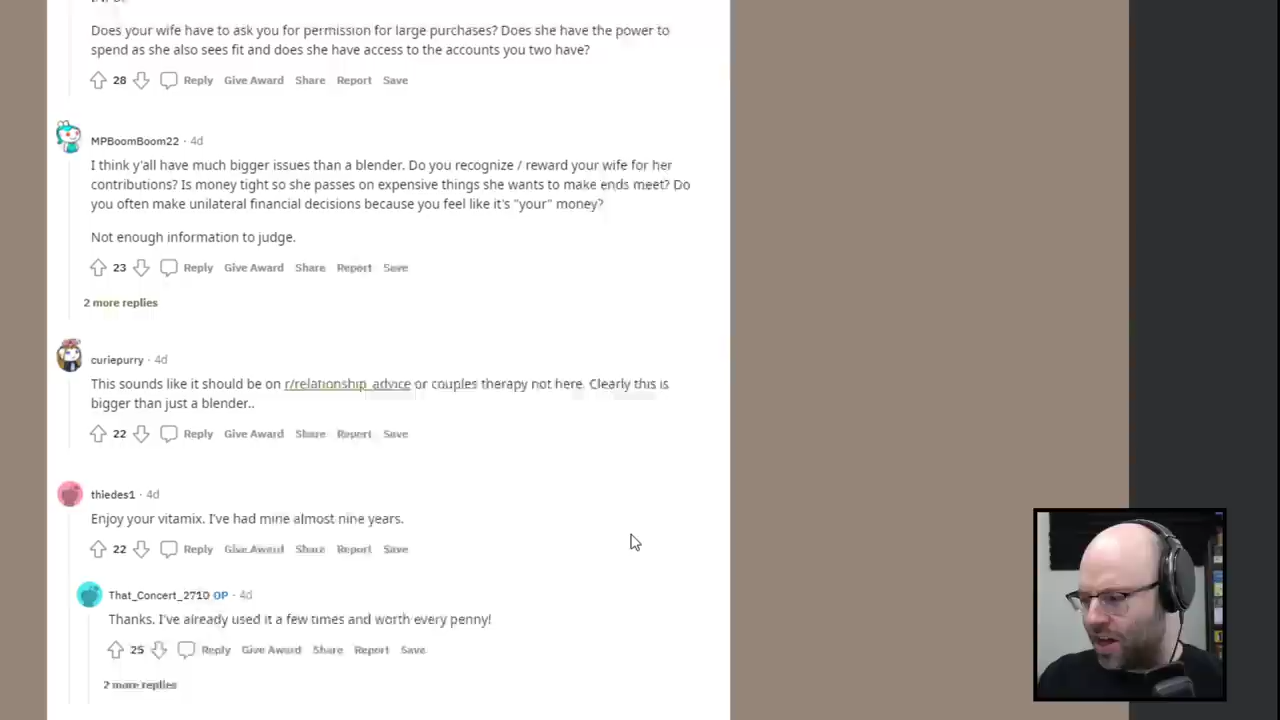 Does your wife have to ask you for permission for large purchases? Does she have the power to
spend as she also sees fit and does she have access to the accounts you two have?
28 Reply Give Award Share Report Save
MPBoomBoom22 · 4d
I think y'all have much bigger issues than a blender. Do you recognize / reward your wife for her
contributions? Is money tight so she passes on expensive things she wants to make ends meet? Do
you often make unilateral financial decisions because you feel like it's "your" money?
Not enough information to judge.
23 Reply Give Award Share Report Save
2 more replies
curiepurry · 4d
This sounds like it should be on r/relationship_advice or couples therapy not here. Clearly this is
bigger than just a blender..
22 Reply Give Award Share Report Save
thiedes1 · 4d
Enjoy your vitamix. I've had mine almost nine years.
22 Reply Give Award Share Report Save
That_Concert_2710 OP · 4d
Thanks. I've already used it a few times and worth every penny!
25 Reply Give Award Share Report Save
2 more replies